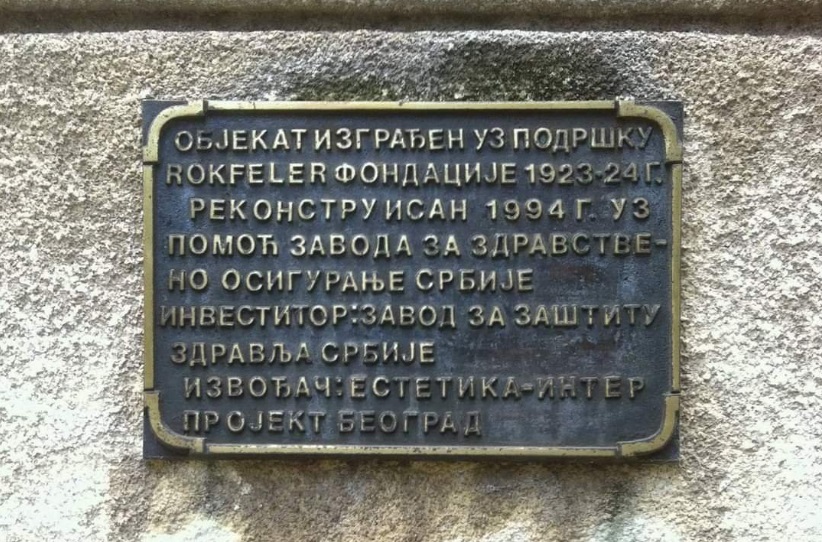 ОБЈЕКАТ ИЗГРАЂЕН УЗ ПОДРШКУ
ROKFELER ФОНДАЦИЈЕ 1923-24 Г.
РЕКОНСТРУИСАН 1994 Г. УЗ
ПОМОЋ ЗАВОДА ЗА ЗДРАВСТВЕ-
НО ОСИГУРАЊЕ СРБИЈЕ
ИНВЕСТИТОР: ЗАВОД ЗА ЗАШТИТУ
ЗДРАВЉА СРБИЈЕ
ИЗВОЂАЧ: ЕСТЕТИКА-ИНТЕР
ПРОЈЕКТ БЕОГРАД